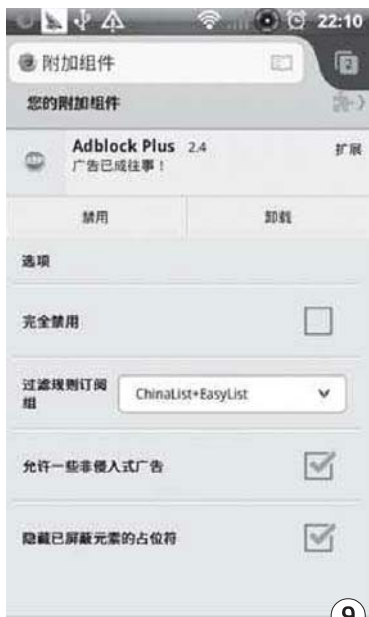 22:10
附加组件
2
您的附加组件
Adblock Plus 2.4 扩展
广告已成往事！
禁用 卸载
选项
完全禁用
过滤规则订阅组 ChinaList+EasyList
允许一些非侵入式广告
隐藏已屏蔽元素的占位符
9